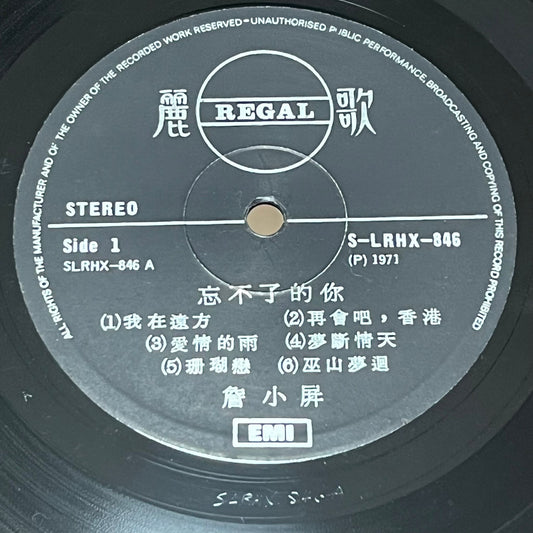 ALL RIGHTS OF THE MANUFACTURER AND OF THE OWNER OF THE RECORDED WORK RESERVED-UNAUTHORISED PUBLIC PERFORMANCE, BROADCASTING AND COPYING OF THIS RECORD PROHIBITED
麗 REGAL 歌
STEREO
Side 1 S-LRHX-846
SLRHX-846 A (P) 1971
忘不了的你
(1)我在遠方 (2)再會吧，香港
(3)愛情的雨 (4)夢斷情天
(5)珊瑚戀 (6)巫山夢迴
詹小屏
EMI